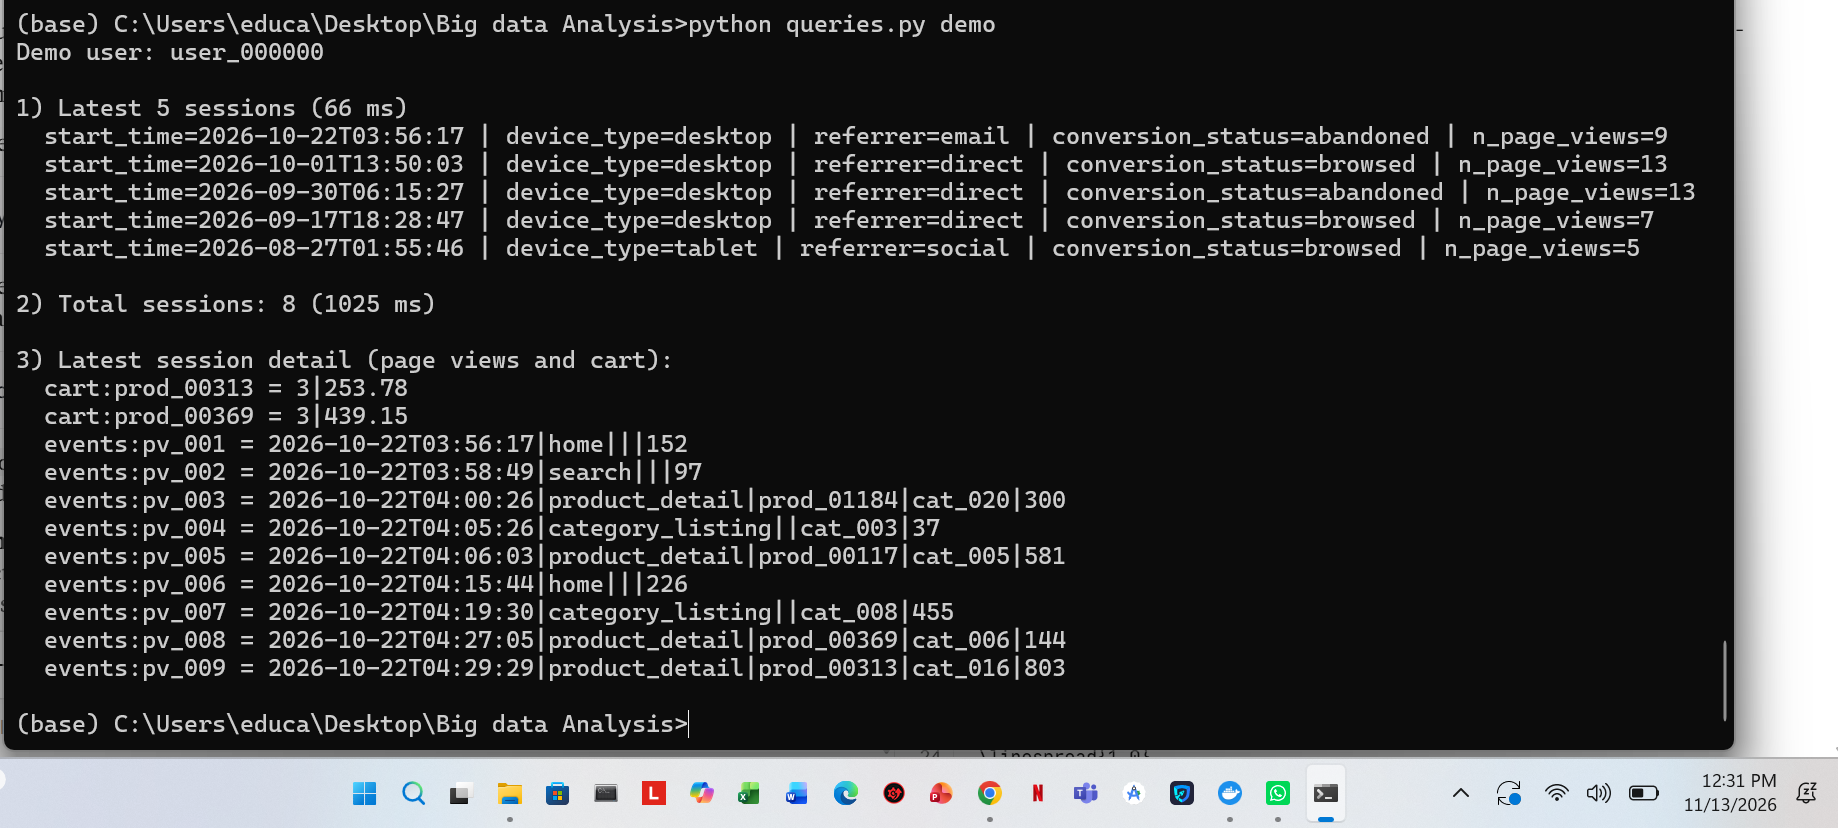 (base) C:\Users\educa\Desktop\Big data Analysis>python queries.py demo
Demo user: user_000000
1) Latest 5 sessions (66 ms)
start_time=2026-10-22T03:56:17 | device_type=desktop | referrer=email | conversion_status=abandoned | n_page_views=9
start_time=2026-10-01T13:50:03 | device_type=desktop | referrer=direct | conversion_status=browsed | n_page_views=13
start_time=2026-09-30T06:15:27 | device_type=desktop | referrer=direct | conversion_status=abandoned | n_page_views=13
start_time=2026-09-17T18:28:47 | device_type=desktop | referrer=direct | conversion_status=browsed | n_page_views=7
start_time=2026-08-27T01:55:46 | device_type=tablet | referrer=social | conversion_status=browsed | n_page_views=5
2) Total sessions: 8 (1025 ms)
3) Latest session detail (page views and cart):
cart:prod_00313 = 3|253.78
cart:prod_00369 = 3|439.15
events:pv_001 = 2026-10-22T03:56:17|home|||152
events:pv_002 = 2026-10-22T03:58:49|search|||97
events:pv_003 = 2026-10-22T04:00:26|product_detail|prod_01184|cat_020|300
events:pv_004 = 2026-10-22T04:05:26|category_listing||cat_003|37
events:pv_005 = 2026-10-22T04:06:03|product_detail|prod_00117|cat_005|581
events:pv_006 = 2026-10-22T04:15:44|home|||226
events:pv_007 = 2026-10-22T04:19:30|category_listing||cat_008|455
events:pv_008 = 2026-10-22T04:27:05|product_detail|prod_00369|cat_006|144
events:pv_009 = 2026-10-22T04:29:29|product_detail|prod_00313|cat_016|803
(base) C:\Users\educa\Desktop\Big data Analysis>
12:31 PM
11/13/2026